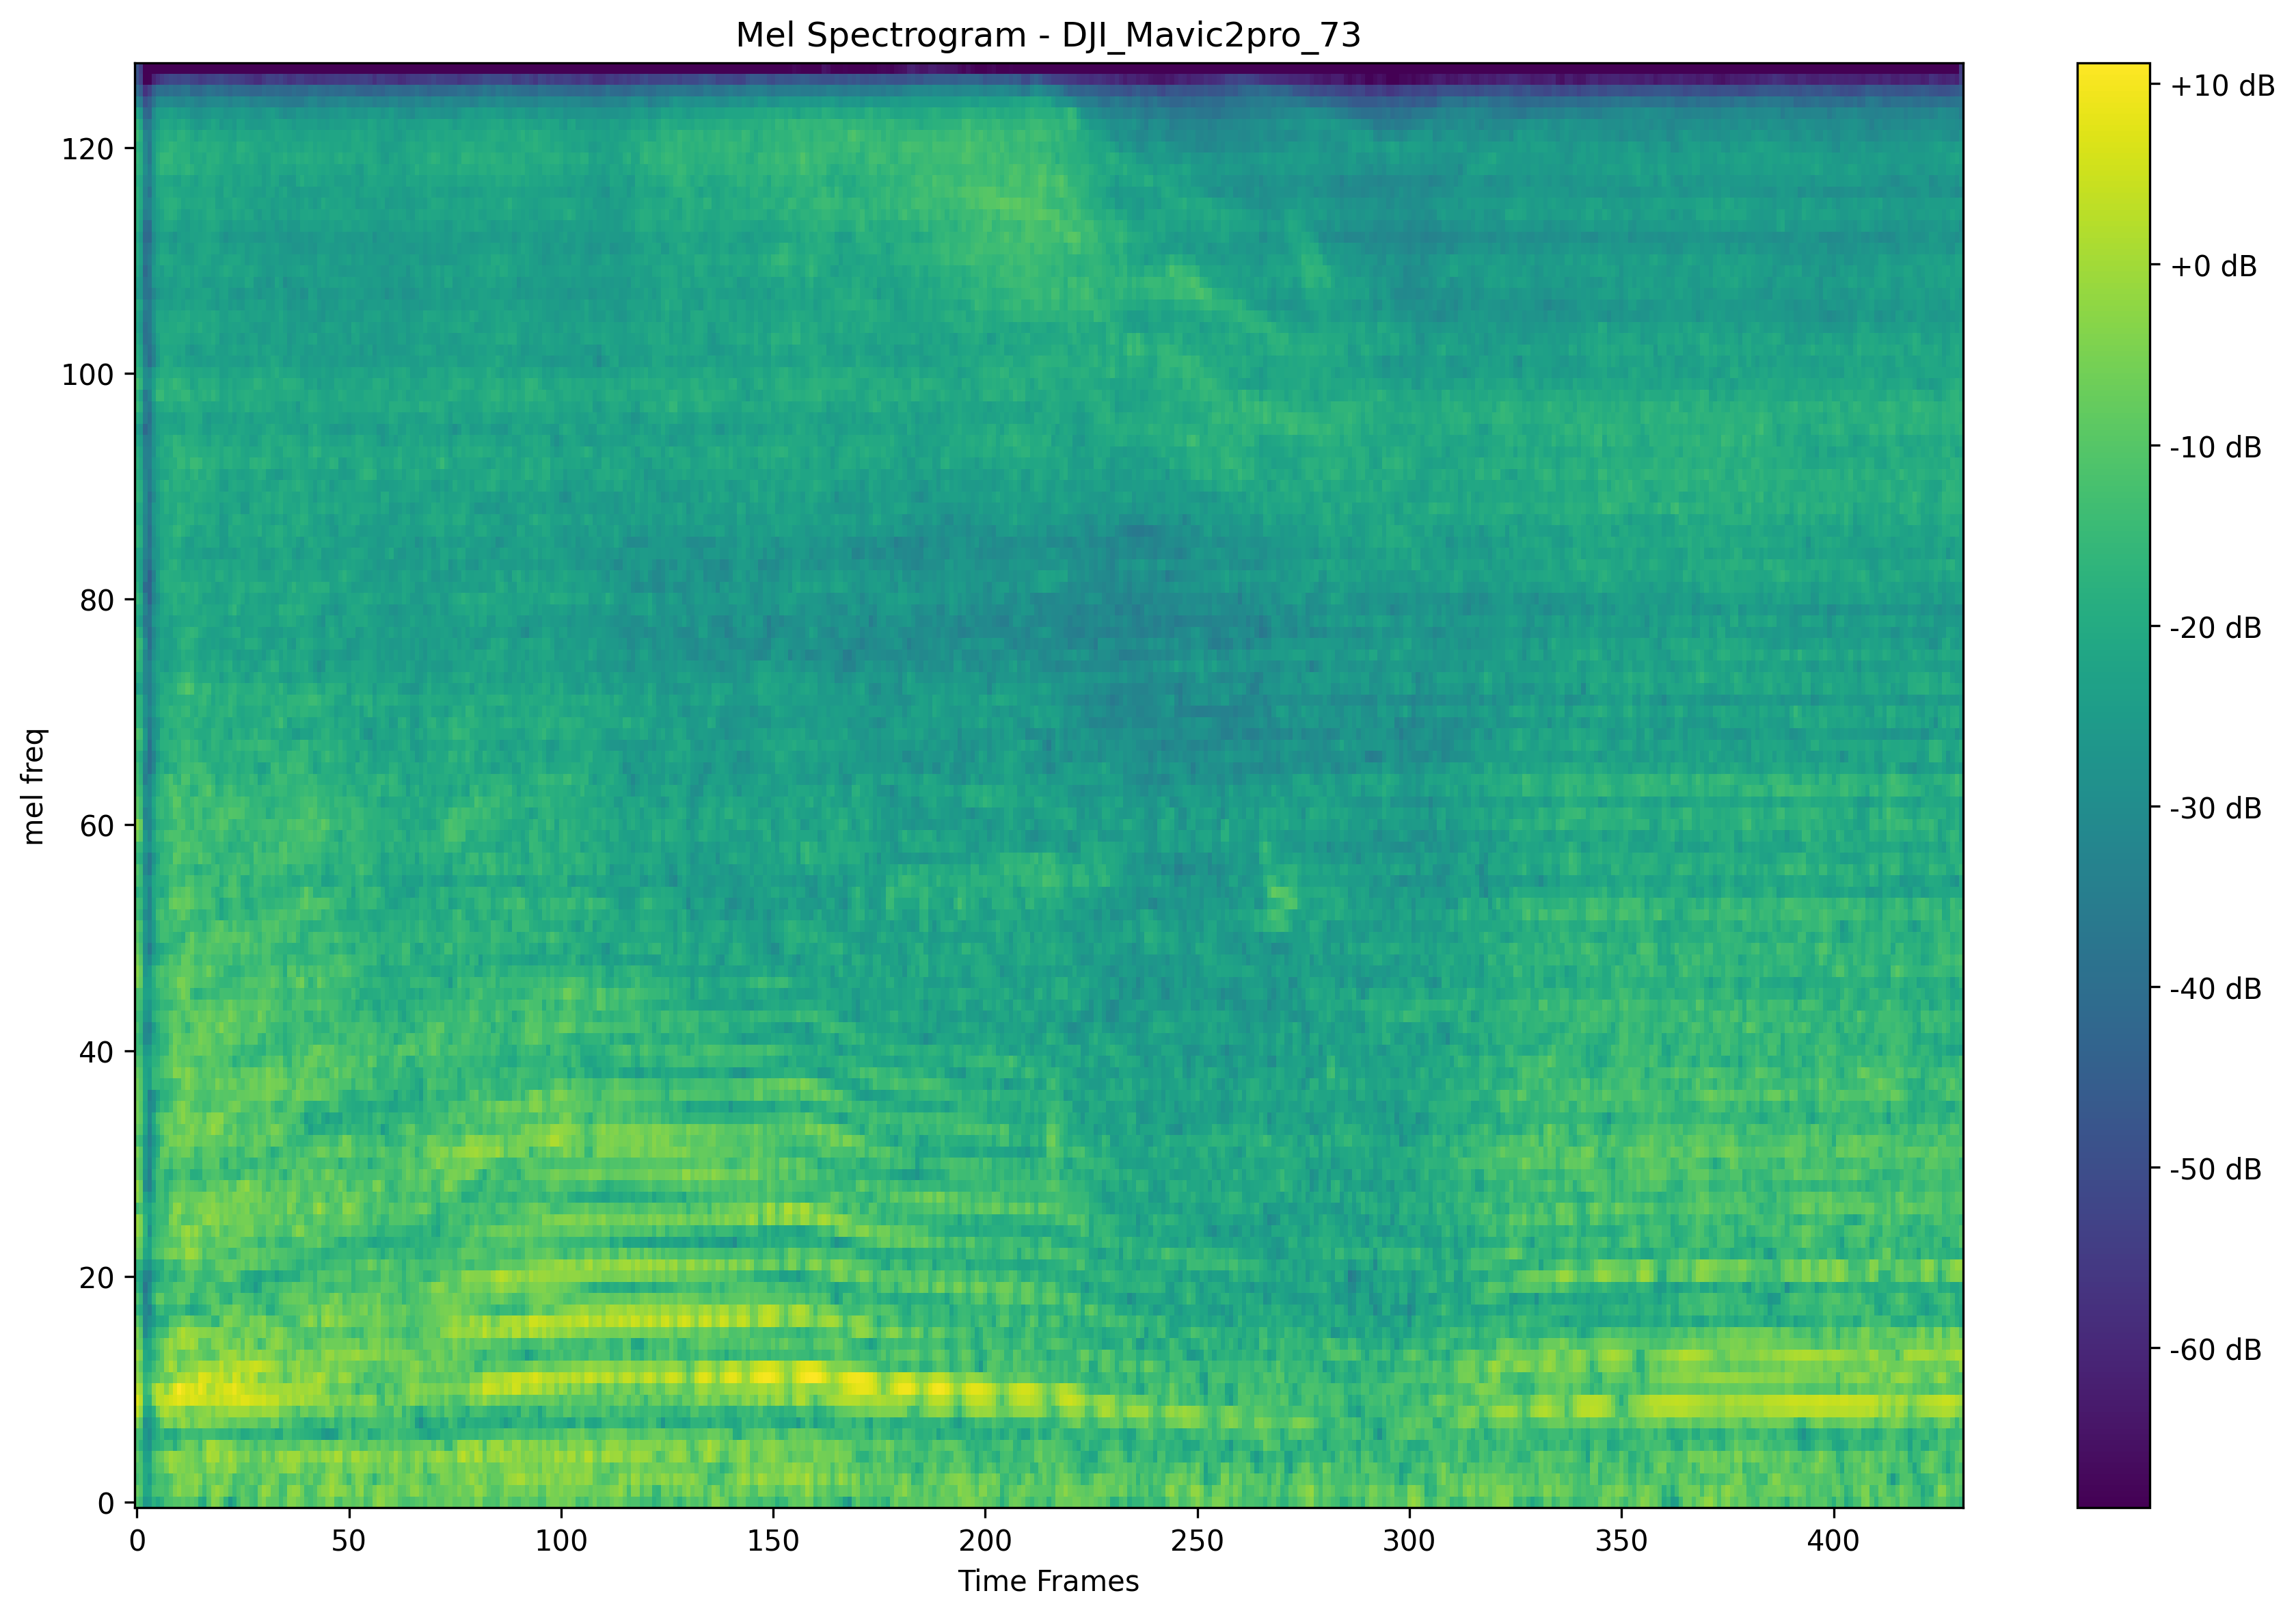 Mel Spectrogram - DJI_Mavic2pro_73
mel freq
120
100
80
60
40
20
0
0 50 100 150 200 250 300 350 400
Time Frames
+10 dB
+0 dB
-10 dB
-20 dB
-30 dB
-40 dB
-50 dB
-60 dB